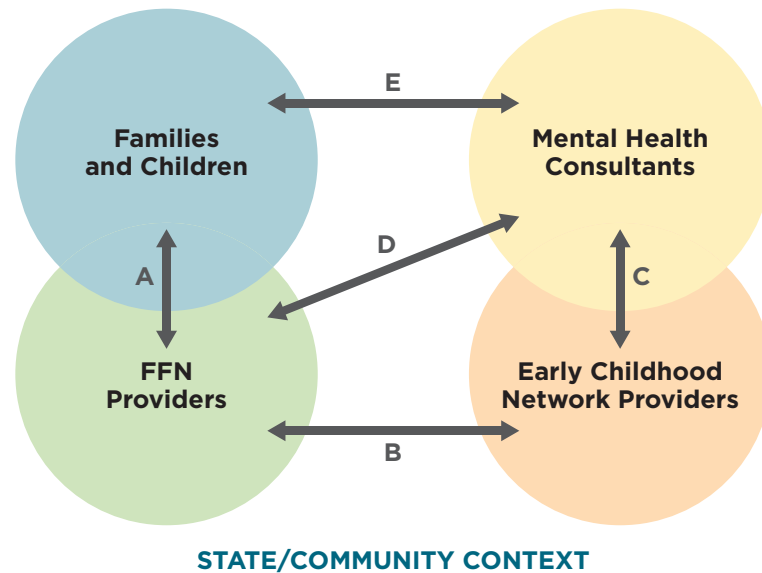 E
Families
and Children
Mental Health
Consultants
D
A
C
FFN
Providers
Early Childhood
Network Providers
B
STATE/COMMUNITY CONTEXT